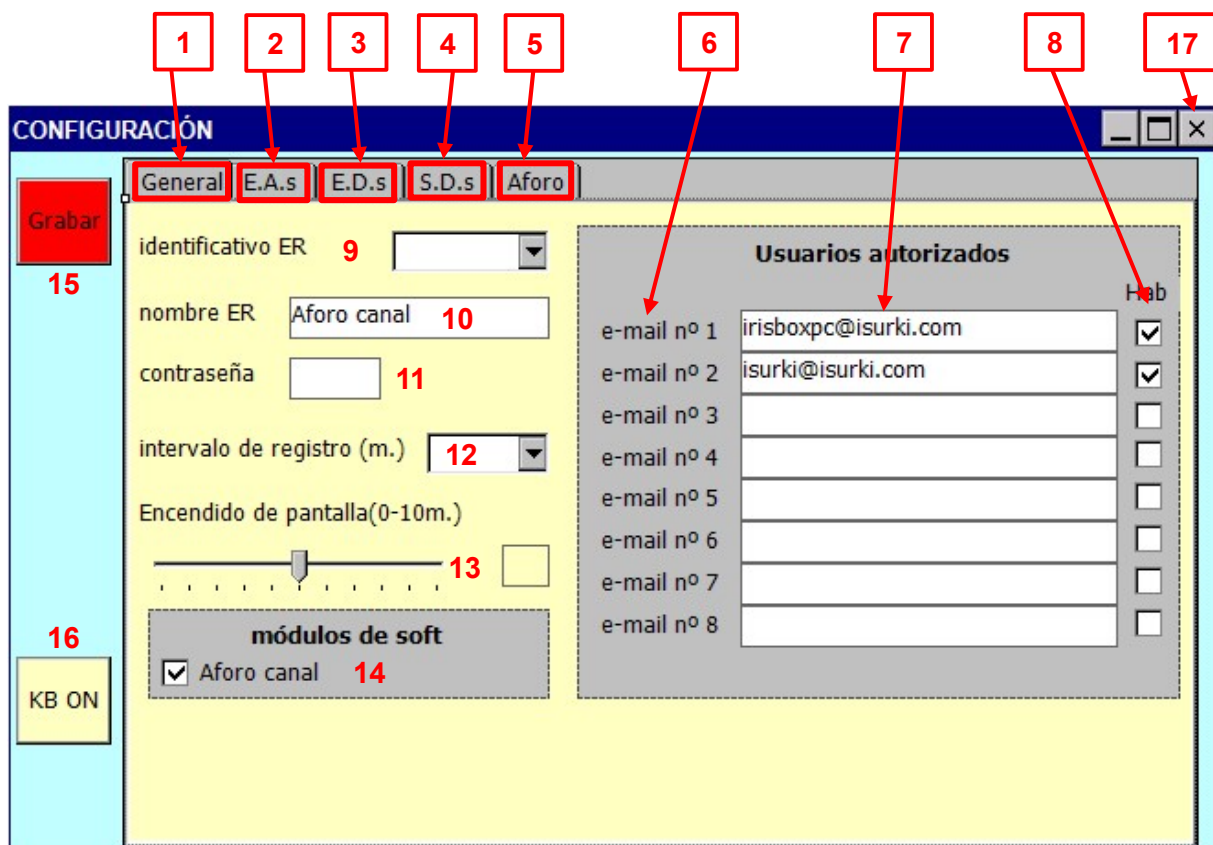 1 2 3 4 5 6 7 8 17
CONFIGURACIÓN
General E.A.s E.D.s S.D.s Aforo
Grabar
15
identificativo ER 9
nombre ER Aforo canal 10
contraseña 11
intervalo de registro (m.) 12
Encendido de pantalla(0-10m.)
13
módulos de soft
Aforo canal 14
16
KB ON
Usuarios autorizados
Hab
e-mail nº 1 irisboxpc@isurki.com
e-mail nº 2 isurki@isurki.com
e-mail nº 3
e-mail nº 4
e-mail nº 5
e-mail nº 6
e-mail nº 7
e-mail nº 8